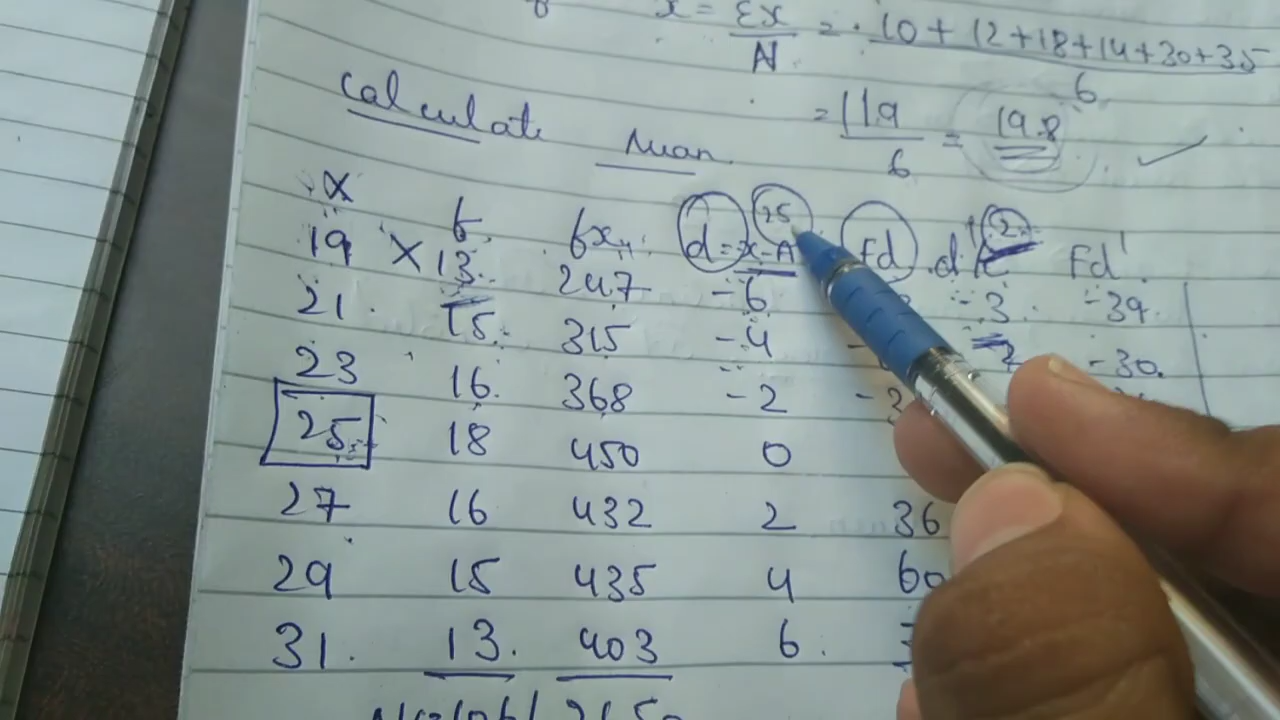 x = Σx/N = 10+12+18+14+30+35/6
= 119/6 = 19.8 ✓
Calculate Mean
X f fx d=x-A 25 Fd d' 2 Fd'
19 X 13 247 -6 -3 -39
21 15 315 -4 -2 -30
23 16 368 -2 -3
25 18 450 0
27 16 432 2 36
29 15 435 4 60
31 13 403 6